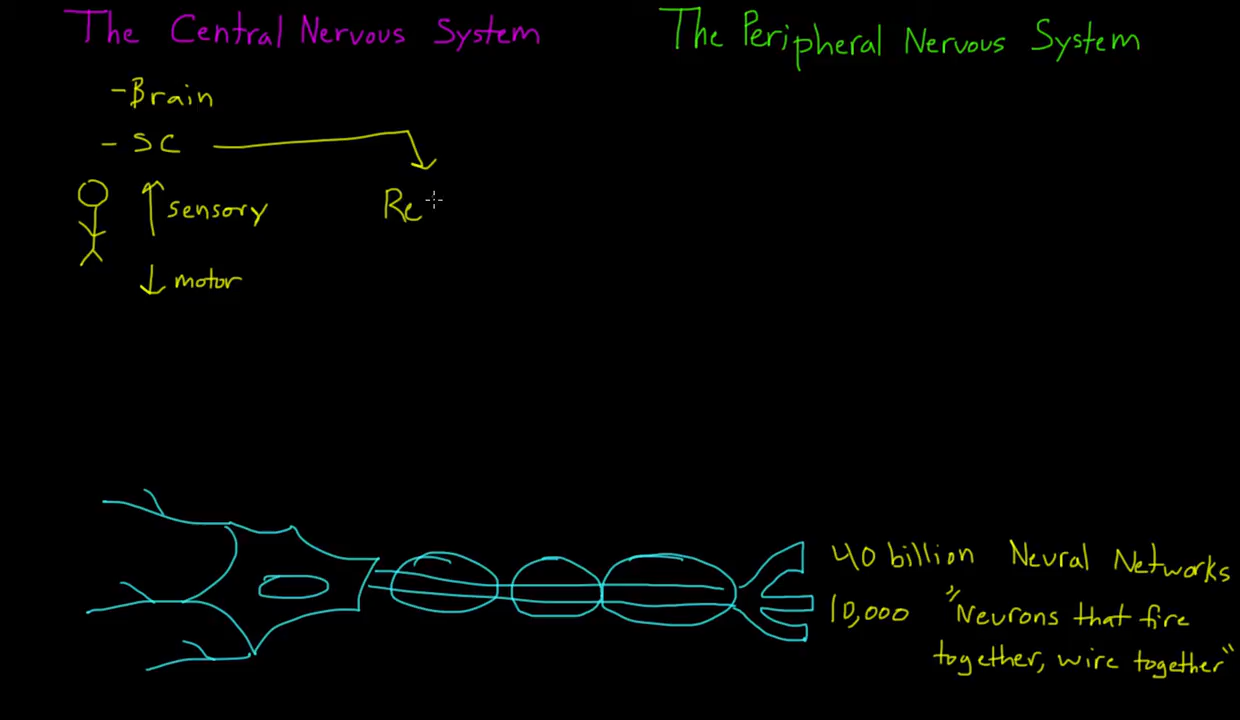 The Central Nervous System
The Peripheral Nervous System
- Brain
- SC
sensory
Re
motor
40 billion Neural Networks
10,000 "Neurons that fire
together, wire together"